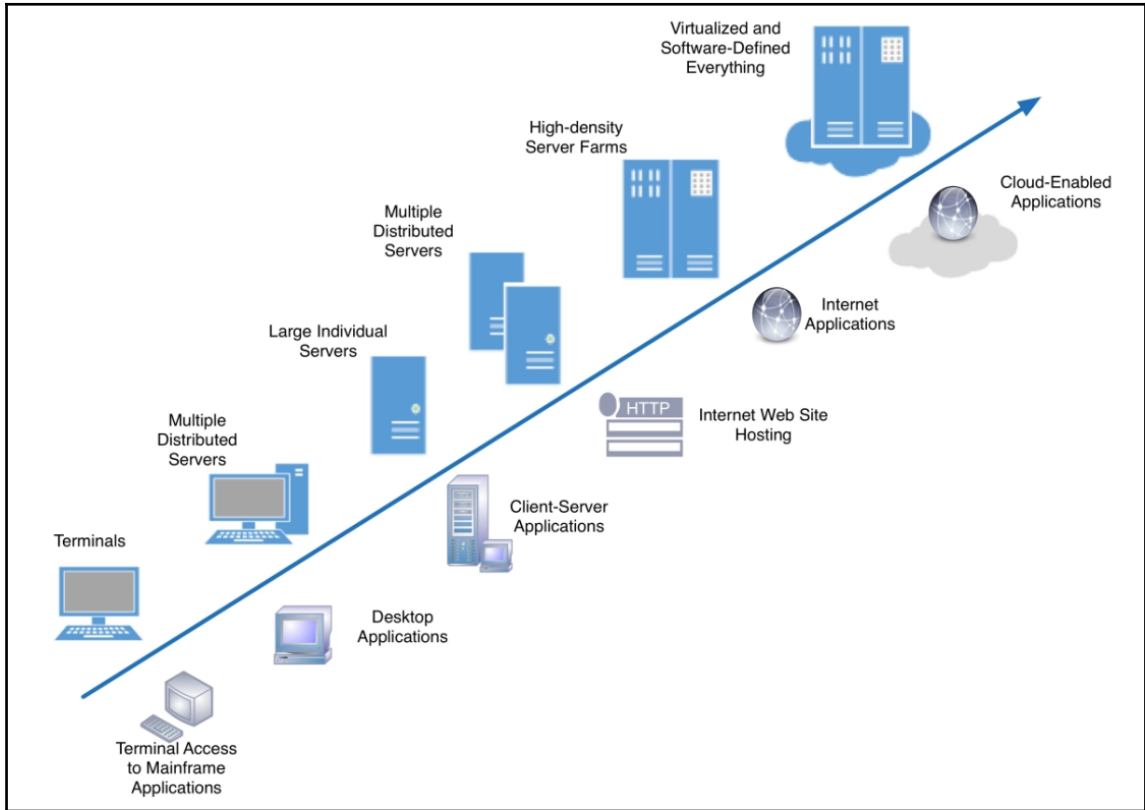 Virtualized and
Software-Defined
Everything
High-density
Server Farms
Cloud-Enabled
Applications
Multiple
Distributed
Servers
Internet
Applications
Large Individual
Servers
HTTP
Internet Web Site
Hosting
Multiple
Distributed
Servers
Client-Server
Applications
Terminals
Desktop
Applications
Terminal Access
to Mainframe
Applications